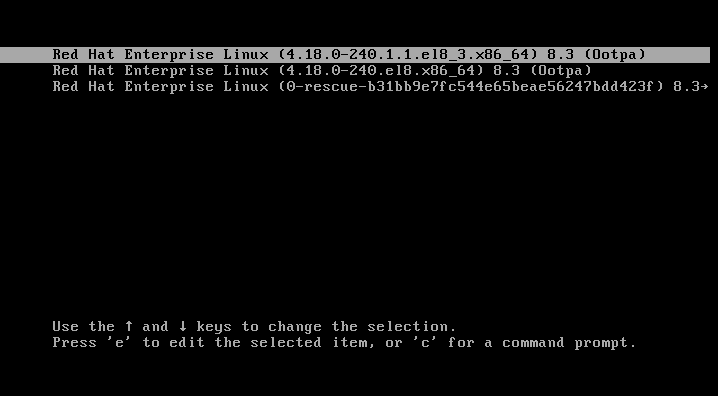 Red Hat Enterprise Linux (4.18.0-240.1.1.el8_3.x86_64) 8.3 (Ootpa)
Red Hat Enterprise Linux (4.18.0-240.el8.x86_64) 8.3 (Ootpa)
Red Hat Enterprise Linux (0-rescue-b31bb9e7fc544e65beae56247bdd423f) 8.3→
Use the ↑ and ↓ keys to change the selection.
Press 'e' to edit the selected item, or 'c' for a command prompt.